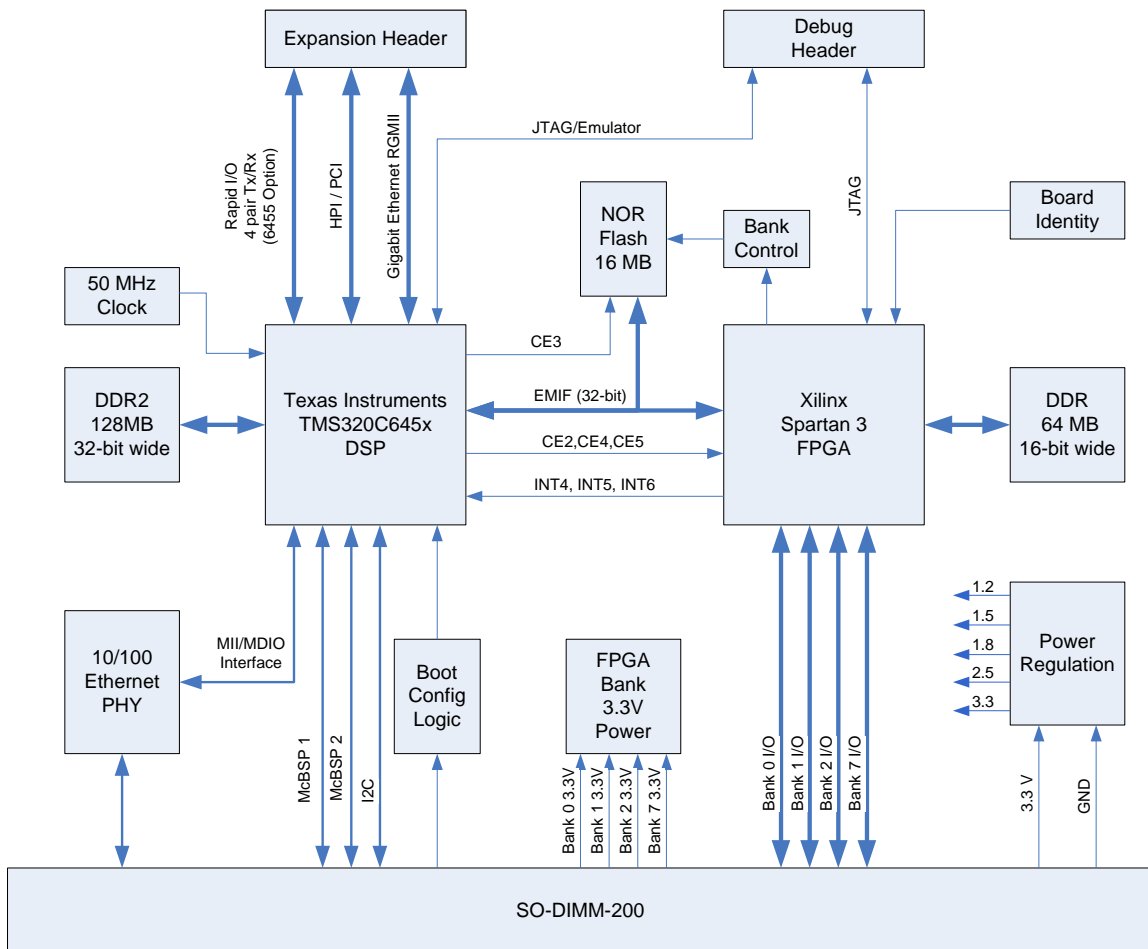 Expansion Header
Debug
Header
JTAG/Emulator
Rapid I/O
4 pair Tx/Rx
(6455 Option)
HPI / PCI
Gigabit Ethernet RGMII
JTAG
NOR
Flash
16 MB
Bank
Control
Board
Identity
50 MHz
Clock
CE3
DDR2
128MB
32-bit wide
Texas Instruments
TMS320C645x
DSP
EMIF (32-bit)
CE2,CE4,CE5
INT4, INT5, INT6
Xilinx
Spartan 3
FPGA
DDR
64 MB
16-bit wide
10/100
Ethernet
PHY
MII/MDIO
Interface
Boot
Config
Logic
FPGA
Bank
3.3V
Power
1.2
1.5
1.8
2.5
3.3
Power
Regulation
McBSP 1
McBSP 2
I2C
Bank 0 3.3V
Bank 1 3.3V
Bank 2 3.3V
Bank 7 3.3V
Bank 0 I/O
Bank 1 I/O
Bank 2 I/O
Bank 7 I/O
3.3 V
GND
SO-DIMM-200